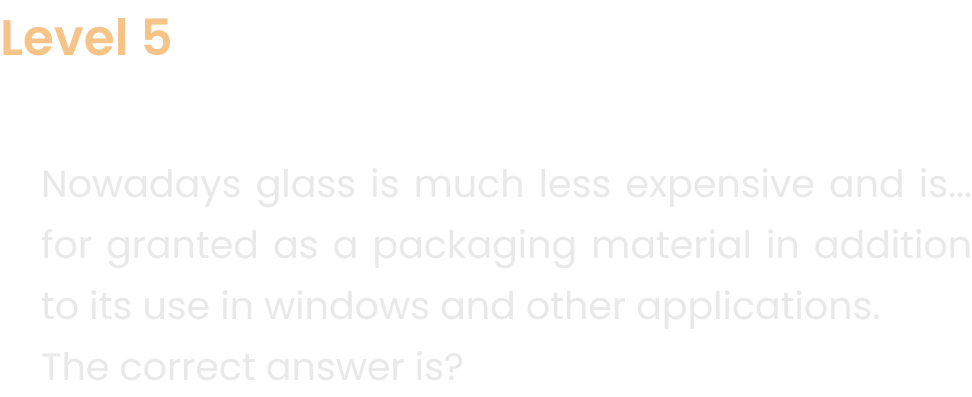 Level 5
Nowadays glass is much less expensive and is...
for granted as a packaging material in addition
to its use in windows and other applications.
The correct answer is?